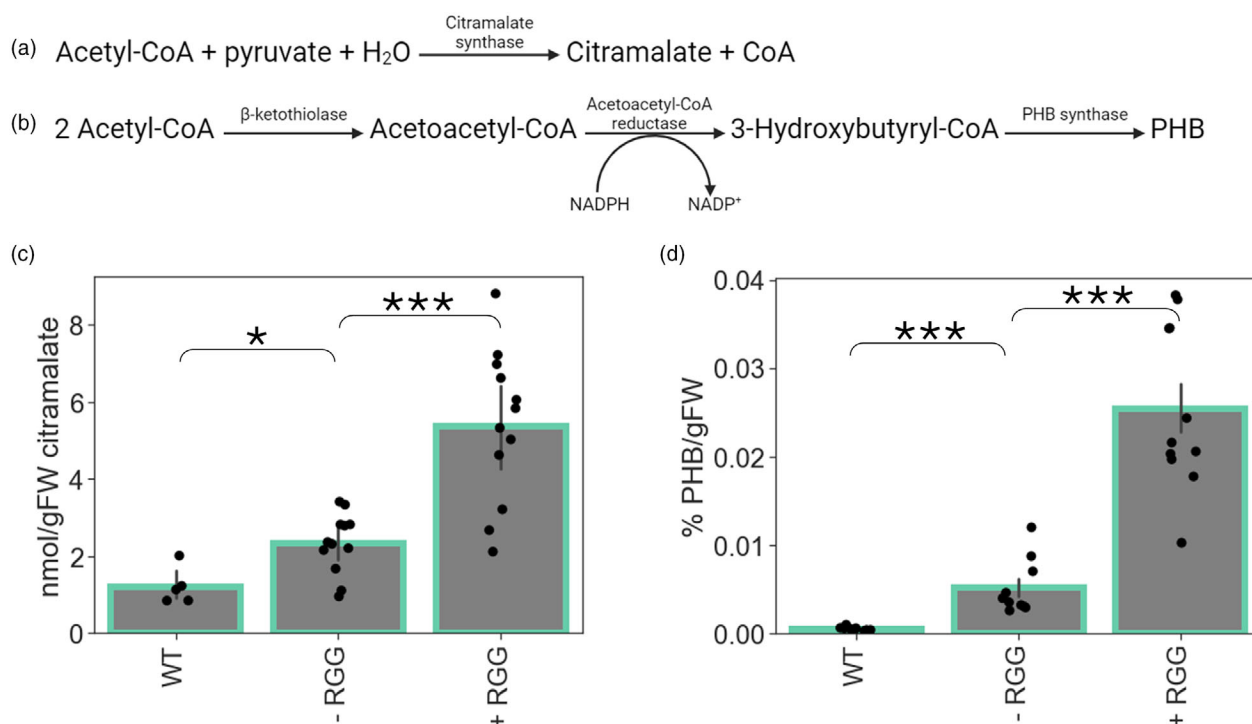 (a)
Acetyl-CoA + pyruvate + H₂O
Citramalate
synthase
Citramalate + CoA
(b)
2 Acetyl-CoA
β-ketothiolase
Acetoacetyl-CoA
Acetoacetyl-CoA
reductase
3-Hydroxybutyryl-CoA
PHB synthase
PHB
NADPH
NADP⁺
(c)
nmol/gFW citramalate
8
6
4
2
0
*
***
WT
- RGG
+ RGG
(d)
% PHB/gFW
0.04
0.03
0.02
0.01
0.00
***
***
WT
- RGG
+ RGG